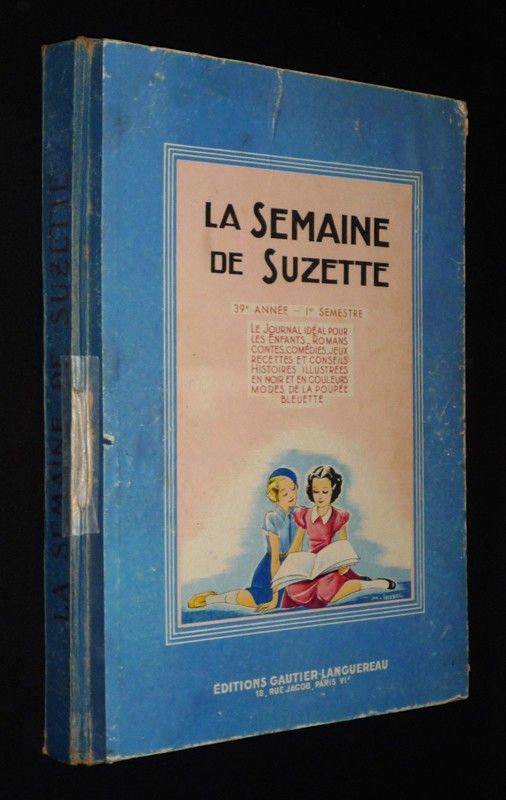 LA SEMAINE DE SUZETTE
LA SEMAINE
DE SUZETTE
39e ANNÉE - 1er SEMESTRE
LE JOURNAL IDÉAL POUR
LES ENFANTS. ROMANS
CONTES, COMÉDIES, JEUX
RECETTES ET CONSEILS
HISTOIRES ILLUSTRÉES
EN NOIR ET EN COULEURS
MODES DE LA POUPÉE
BLEUETTE
ÉDITIONS GAUTIER-LANGUEREAU
18, RUE JACOB, PARIS VIe